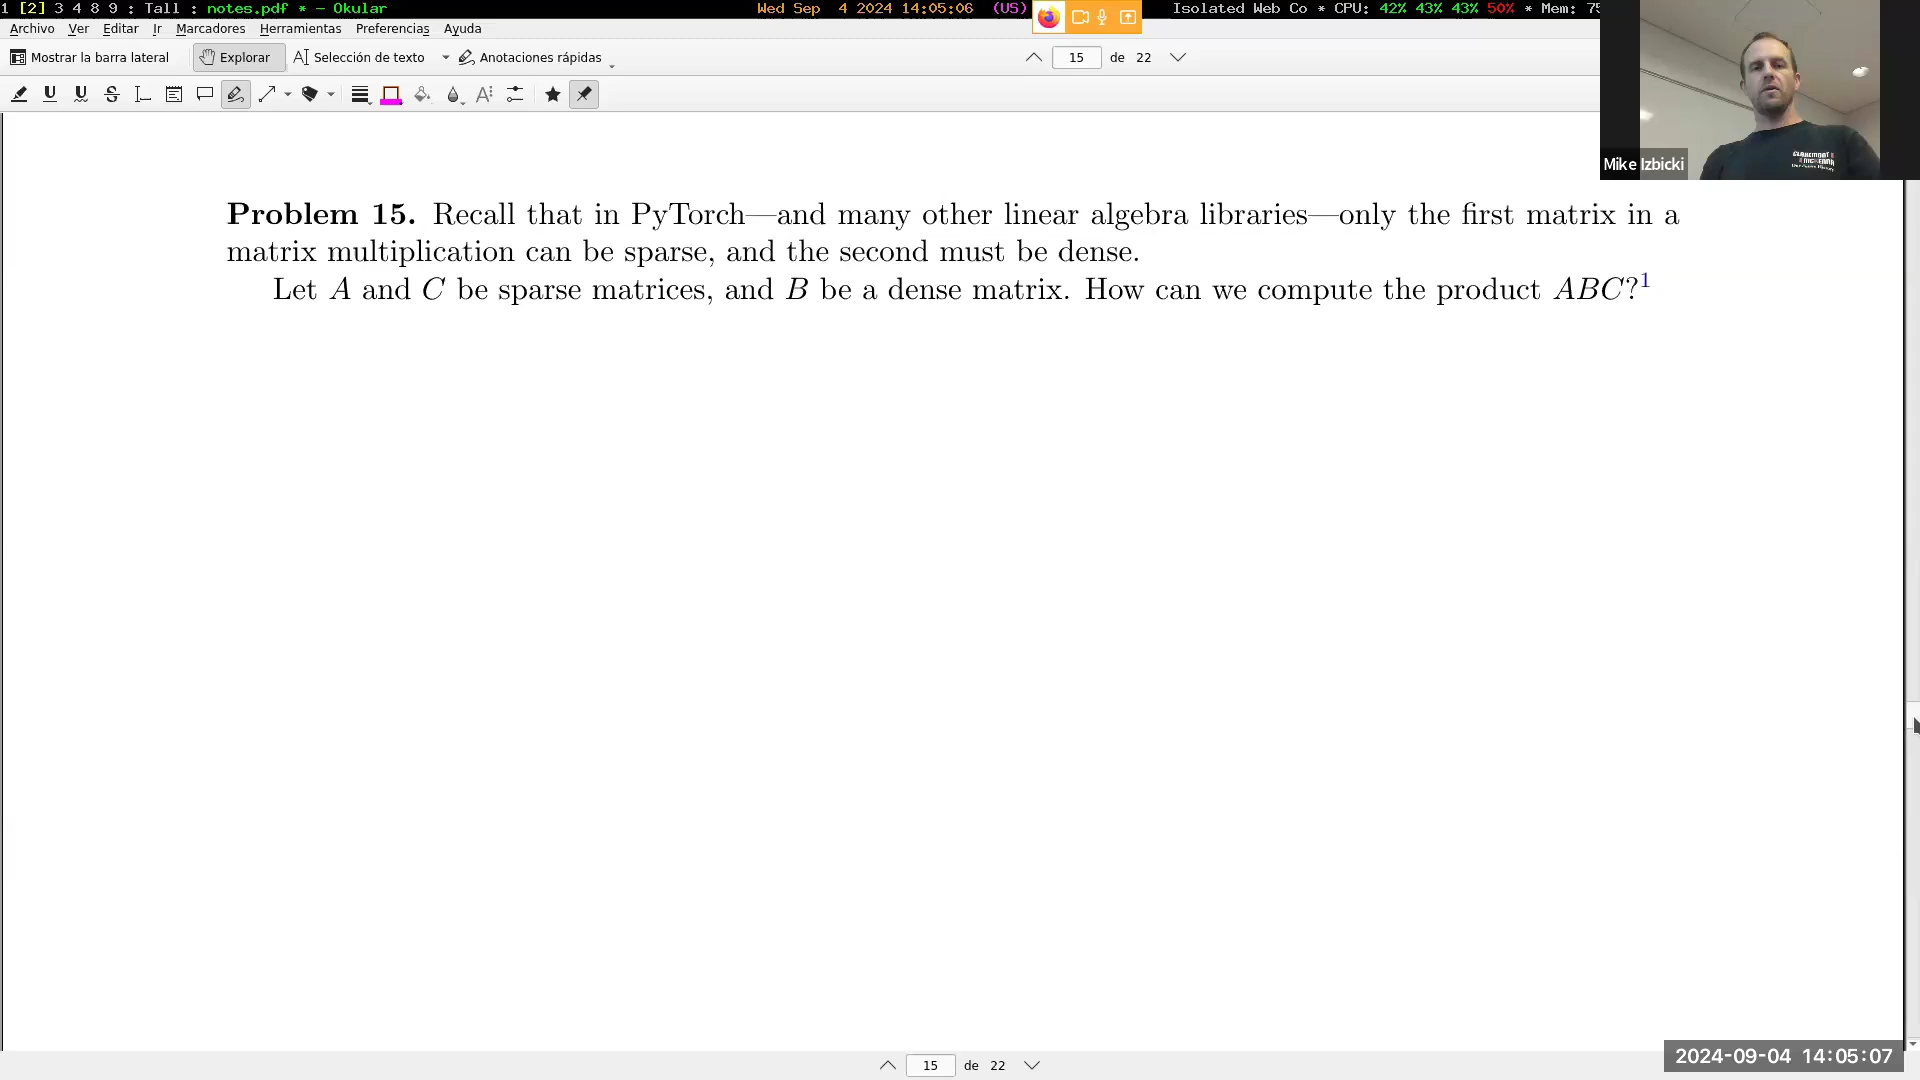 1 [2] 3 4 8 9 : Tall : notes.pdf * - Okular
Wed Sep 4 2024 14:05:06 (US)
Isolated Web Co * CPU: 42% 43% 43% 50% * Mem: 75
Archivo Ver Editar Ir Marcadores Herramientas Preferencias Ayuda
Mostrar la barra lateral Explorar Selección de texto Anotaciones rápidas
15 de 22
Mike Izbicki
Problem 15. Recall that in PyTorch—and many other linear algebra libraries—only the first matrix in a
matrix multiplication can be sparse, and the second must be dense.
Let A and C be sparse matrices, and B be a dense matrix. How can we compute the product ABC?1
15 de 22
2024-09-04 14:05:07